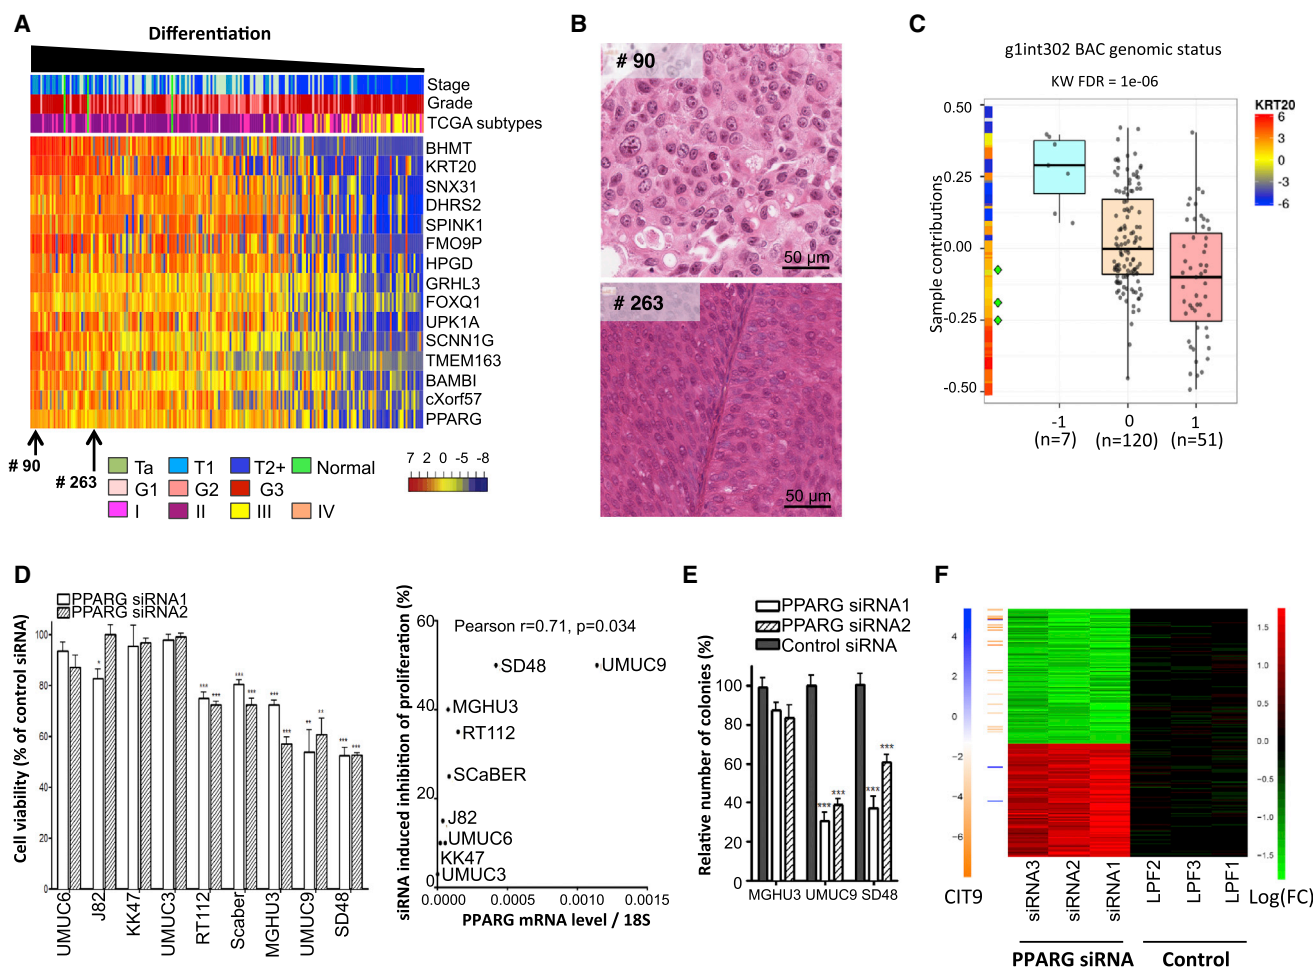 A
Differentiation
Stage
Grade
TCGA subtypes
BHMT
KRT20
SNX31
DHRS2
SPINK1
FMO9P
HPGD
GRHL3
FOXQ1
UPK1A
SCNN1G
TMEM163
BAMBI
cXorf57
PPARG
# 90
# 263
Ta T1 T2+ Normal
G1 G2 G3
I II III IV
7 2 0 -5 -8
B
# 90
50 µm
# 263
50 µm
C
g1int302 BAC genomic status
KW FDR = 1e-06
Sample contributions
0.50
0.25
0.00
-0.25
-0.50
-1 0 1
(n=7) (n=120) (n=51)
KRT20
6
3
0
-3
-6
D
PPARG siRNA1
PPARG siRNA2
Cell viability (% of control siRNA)
100
80
60
40
20
0
* *** *** *** *** *** *** ** ** *** ***
UMUC6
J82
KK47
UMUC3
RT112
Scaber
MGHU3
UMUC9
SD48
siRNA induced inhibition of proliferation (%)
60
40
20
0
Pearson r=0.71, p=0.034
SD48
UMUC9
MGHU3
RT112
SCaBER
J82
UMUC6
KK47
UMUC3
0.0000 0.0005 0.0010 0.0015
PPARG mRNA level / 18S
E
PPARG siRNA1
PPARG siRNA2
Control siRNA
Relative number of colonies (%)
100
80
60
40
20
0
*** *** *** ***
MGHU3 UMUC9 SD48
F
4
2
0
−2
−4
−6
CIT9
siRNA3
siRNA2
siRNA1
LPF2
LPF3
LPF1
PPARG siRNA
Control
1.5
1.0
0.5
0.0
−0.5
−1.0
−1.5
Log(FC)